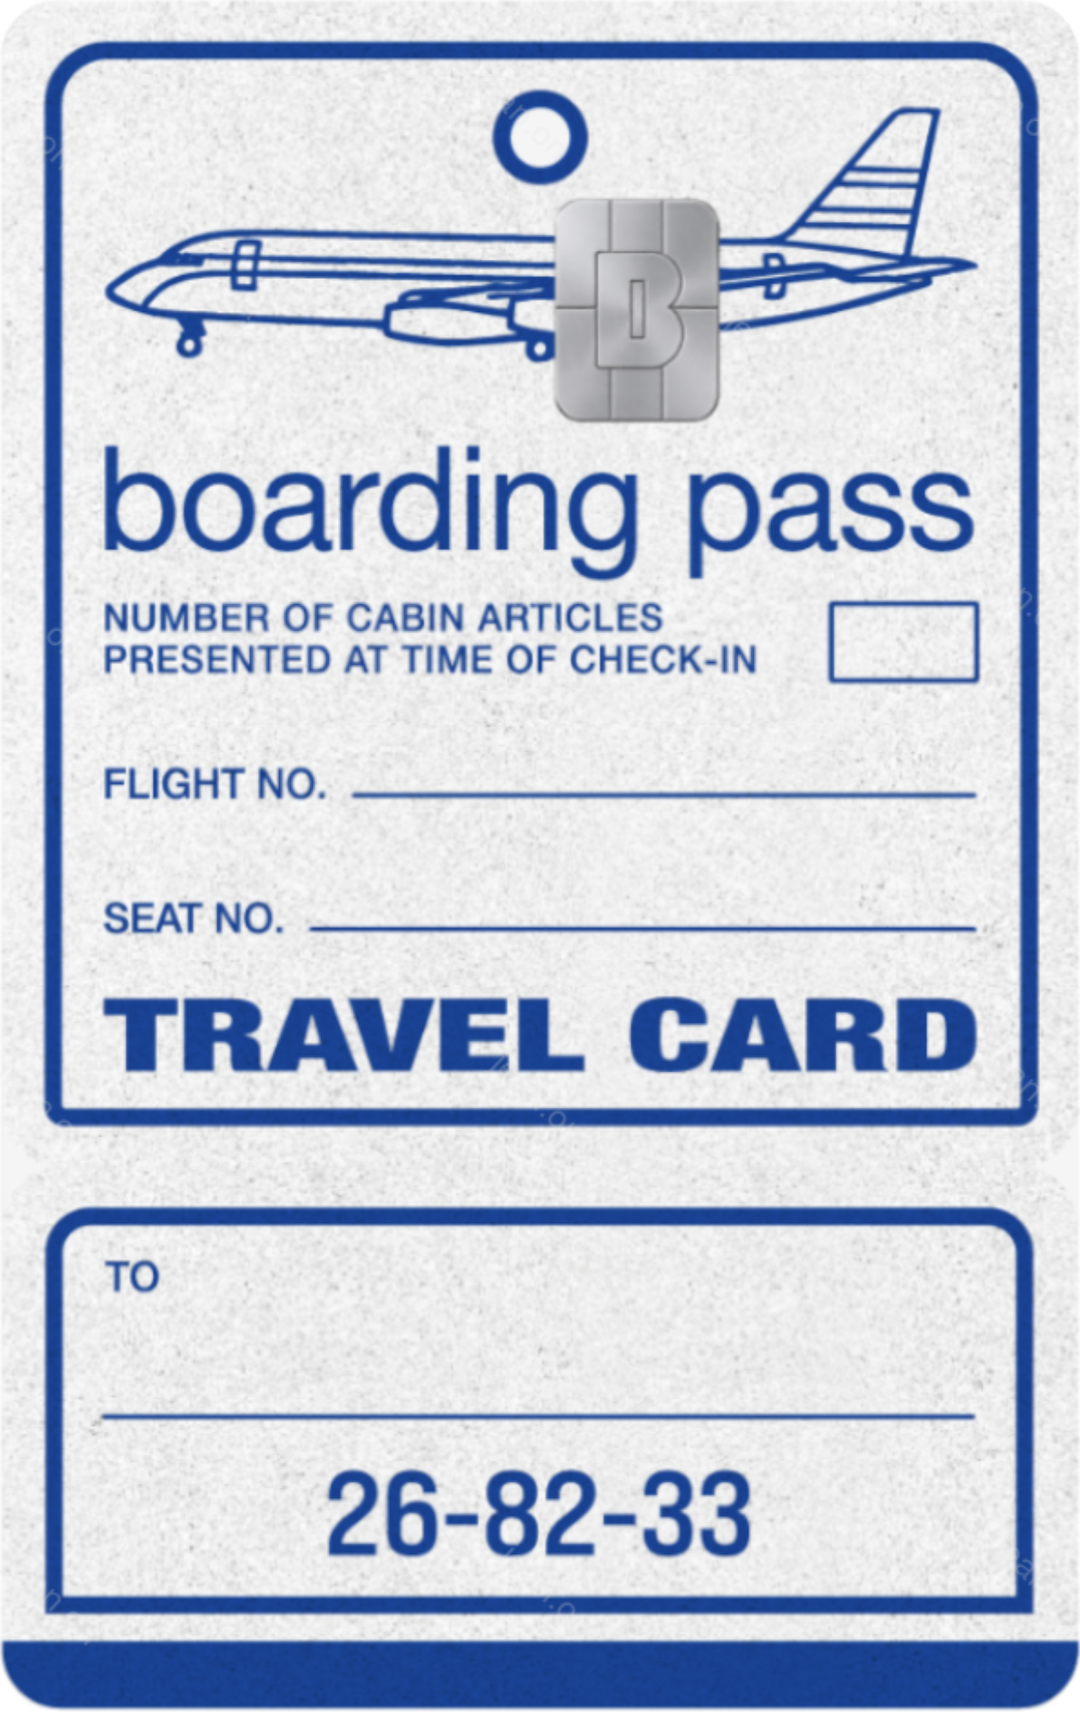 B
boarding pass
NUMBER OF CABIN ARTICLES
PRESENTED AT TIME OF CHECK-IN
FLIGHT NO.
SEAT NO.
TRAVEL CARD
TO
26-82-33